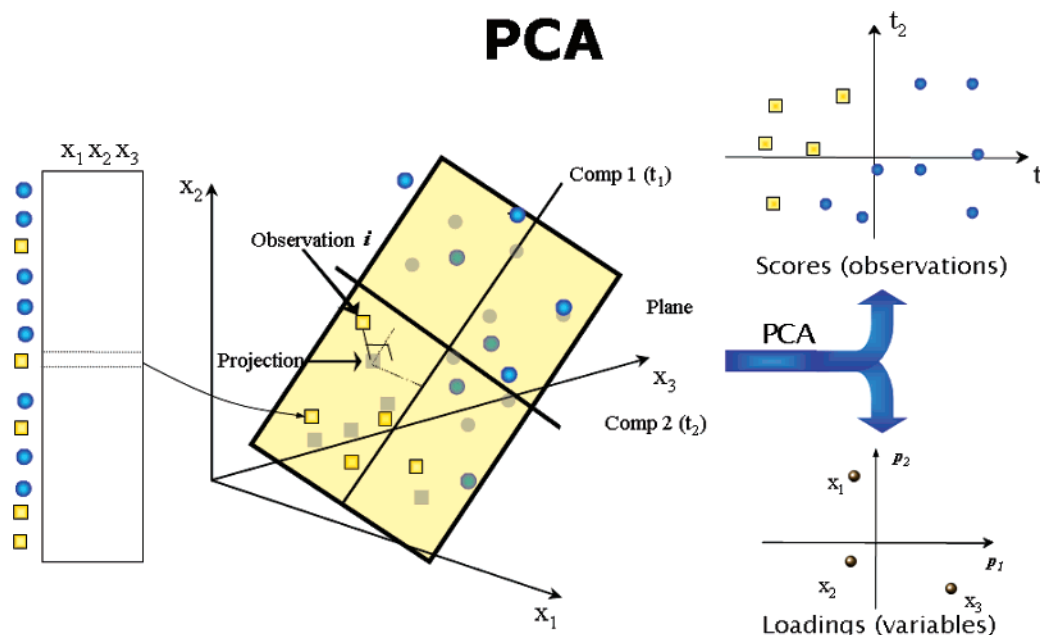 PCA
t₂
t
Scores (observations)
x₁ x₂ x₃
x₂
Comp 1 (t₁)
Observation i
Plane
Projection
x₃
Comp 2 (t₂)
x₁
PCA
p₂
x₁
p₁
x₂
x₃
Loadings (variables)